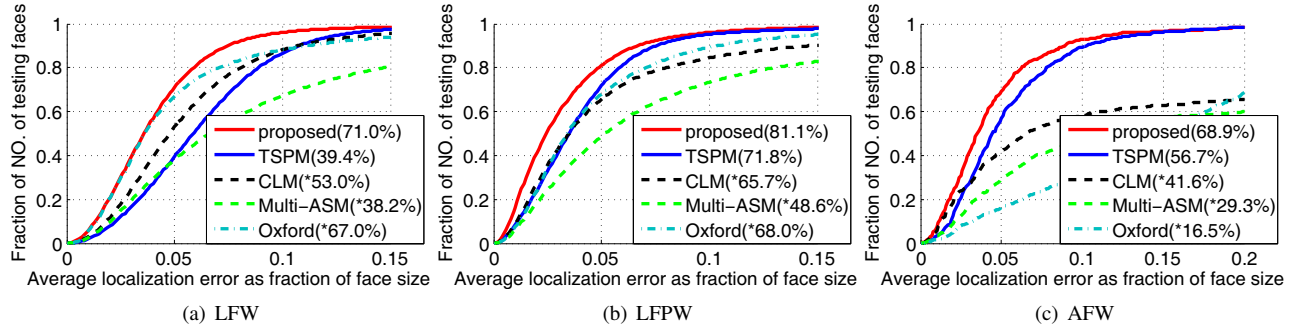 Fraction of NO. of testing faces
1
0.8
0.6
0.4
0.2
0
0 0.05 0.1 0.15
proposed(71.0%)
TSPM(39.4%)
CLM(*53.0%)
Multi-ASM(*38.2%)
Oxford(*67.0%)
Average localization error as fraction of face size
(a) LFW
Fraction of NO. of testing faces
1
0.8
0.6
0.4
0.2
0
0 0.05 0.1 0.15
proposed(81.1%)
TSPM(71.8%)
CLM(*65.7%)
Multi-ASM(*48.6%)
Oxford(*68.0%)
Average localization error as fraction of face size
(b) LFPW
Fraction of NO. of testing faces
1
0.8
0.6
0.4
0.2
0
0 0.05 0.1 0.15 0.2
proposed(68.9%)
TSPM(56.7%)
CLM(*41.6%)
Multi-ASM(*29.3%)
Oxford(*16.5%)
Average localization error as fraction of face size
(c) AFW